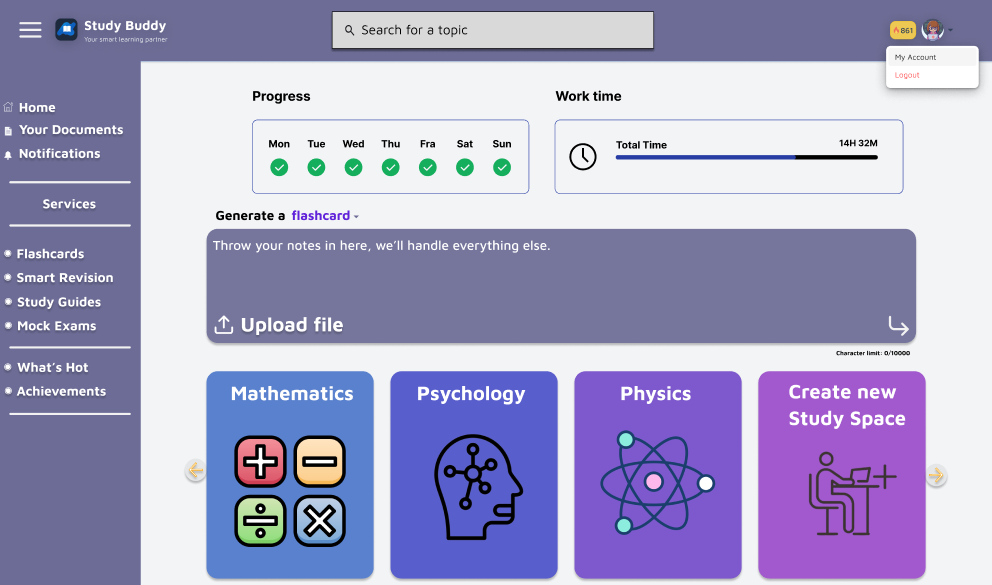 Study Buddy
Your smart learning partner
Search for a topic
861
My Account
Logout
Home
Your Documents
Notifications
Services
Flashcards
Smart Revision
Study Guides
Mock Exams
What's Hot
Achievements
Progress
Mon Tue Wed Thu Fra Sat Sun
Work time
Total Time 14H 32M
Generate a flashcard
Throw your notes in here, we'll handle everything else.
Upload file
Character limit: 0/10000
Mathematics
Psychology
Physics
Create new
Study Space